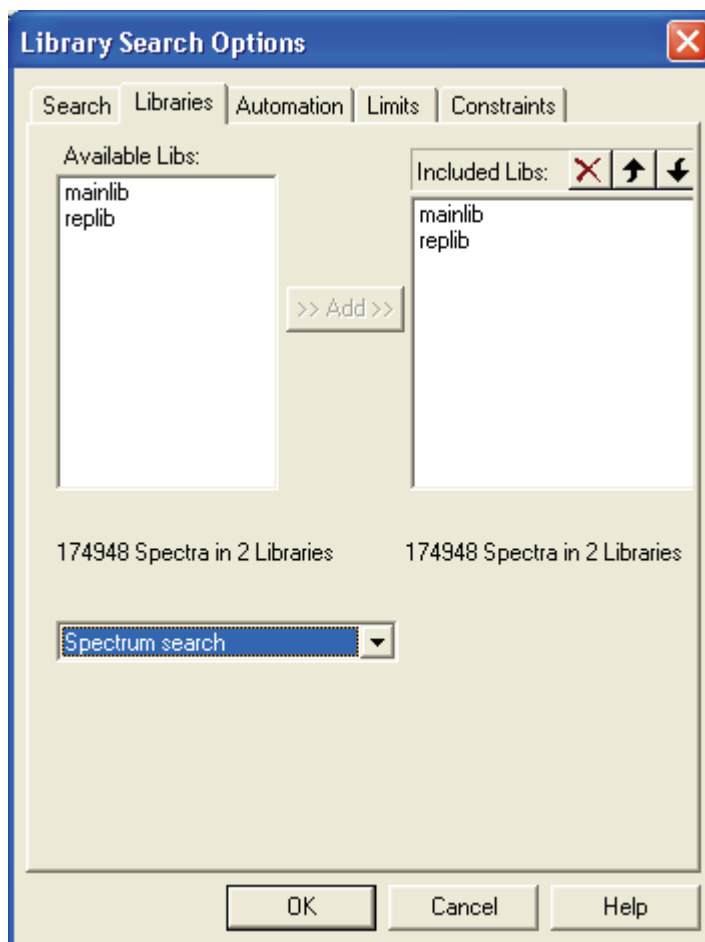 Library Search Options
Search Libraries Automation Limits Constraints
Available Libs:
Included Libs:
mainlib
replib
>> Add >>
mainlib
replib
174948 Spectra in 2 Libraries
174948 Spectra in 2 Libraries
Spectrum search
OK Cancel Help